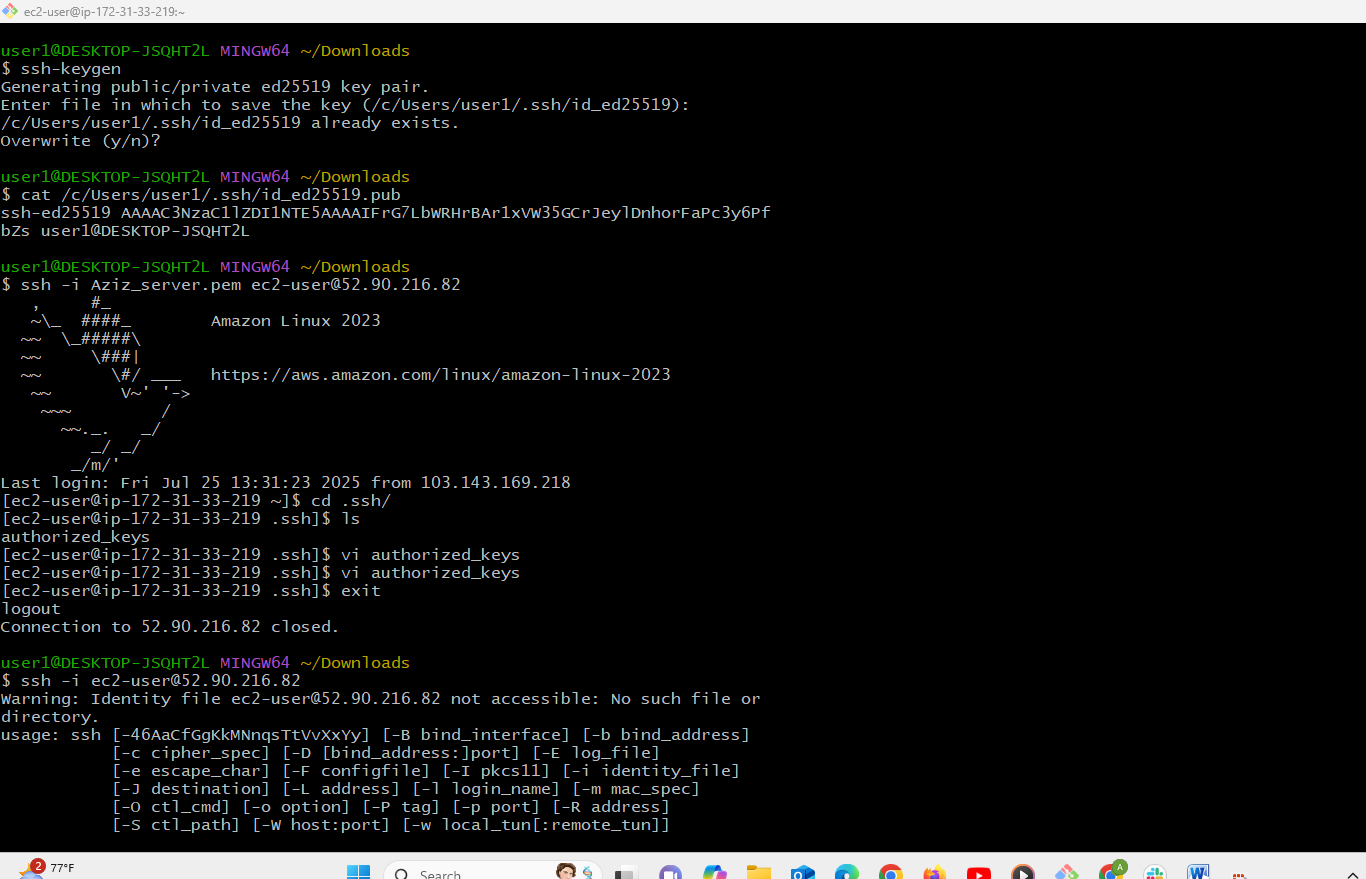 ec2-user@ip-172-31-33-219:~
user1@DESKTOP-JSQHT2L MINGW64 ~/Downloads
$ ssh-keygen
Generating public/private ed25519 key pair.
Enter file in which to save the key (/c/Users/user1/.ssh/id_ed25519):
/c/Users/user1/.ssh/id_ed25519 already exists.
Overwrite (y/n)?
user1@DESKTOP-JSQHT2L MINGW64 ~/Downloads
$ cat /c/Users/user1/.ssh/id_ed25519.pub
ssh-ed25519 AAAAC3NzaC1lZDI1NTE5AAAAIFrG7LbWRHrBAr1xVW35GCrJeylDnhorFaPc3y6Pf
bZs user1@DESKTOP-JSQHT2L
user1@DESKTOP-JSQHT2L MINGW64 ~/Downloads
$ ssh -i Aziz_server.pem ec2-user@52.90.216.82
   ,     #_
   ~\_  ####_        Amazon Linux 2023
  ~~  \_#####\
  ~~     \###|
  ~~       \#/ ___   https://aws.amazon.com/linux/amazon-linux-2023
   ~~       V~' '->
    ~~~         /
      ~~._.   _/
         _/ _/
       _/m/'
Last login: Fri Jul 25 13:31:23 2025 from 103.143.169.218
[ec2-user@ip-172-31-33-219 ~]$ cd .ssh/
[ec2-user@ip-172-31-33-219 .ssh]$ ls
authorized_keys
[ec2-user@ip-172-31-33-219 .ssh]$ vi authorized_keys
[ec2-user@ip-172-31-33-219 .ssh]$ vi authorized_keys
[ec2-user@ip-172-31-33-219 .ssh]$ exit
logout
Connection to 52.90.216.82 closed.
user1@DESKTOP-JSQHT2L MINGW64 ~/Downloads
$ ssh -i ec2-user@52.90.216.82
Warning: Identity file ec2-user@52.90.216.82 not accessible: No such file or
directory.
usage: ssh [-46AaCfGgKkMNnqsTtVvXxYy] [-B bind_interface] [-b bind_address]
           [-c cipher_spec] [-D [bind_address:]port] [-E log_file]
           [-e escape_char] [-F configfile] [-I pkcs11] [-i identity_file]
           [-J destination] [-L address] [-l login_name] [-m mac_spec]
           [-O ctl_cmd] [-o option] [-P tag] [-p port] [-R address]
           [-S ctl_path] [-W host:port] [-w local_tun[:remote_tun]]
2 77°F Search A